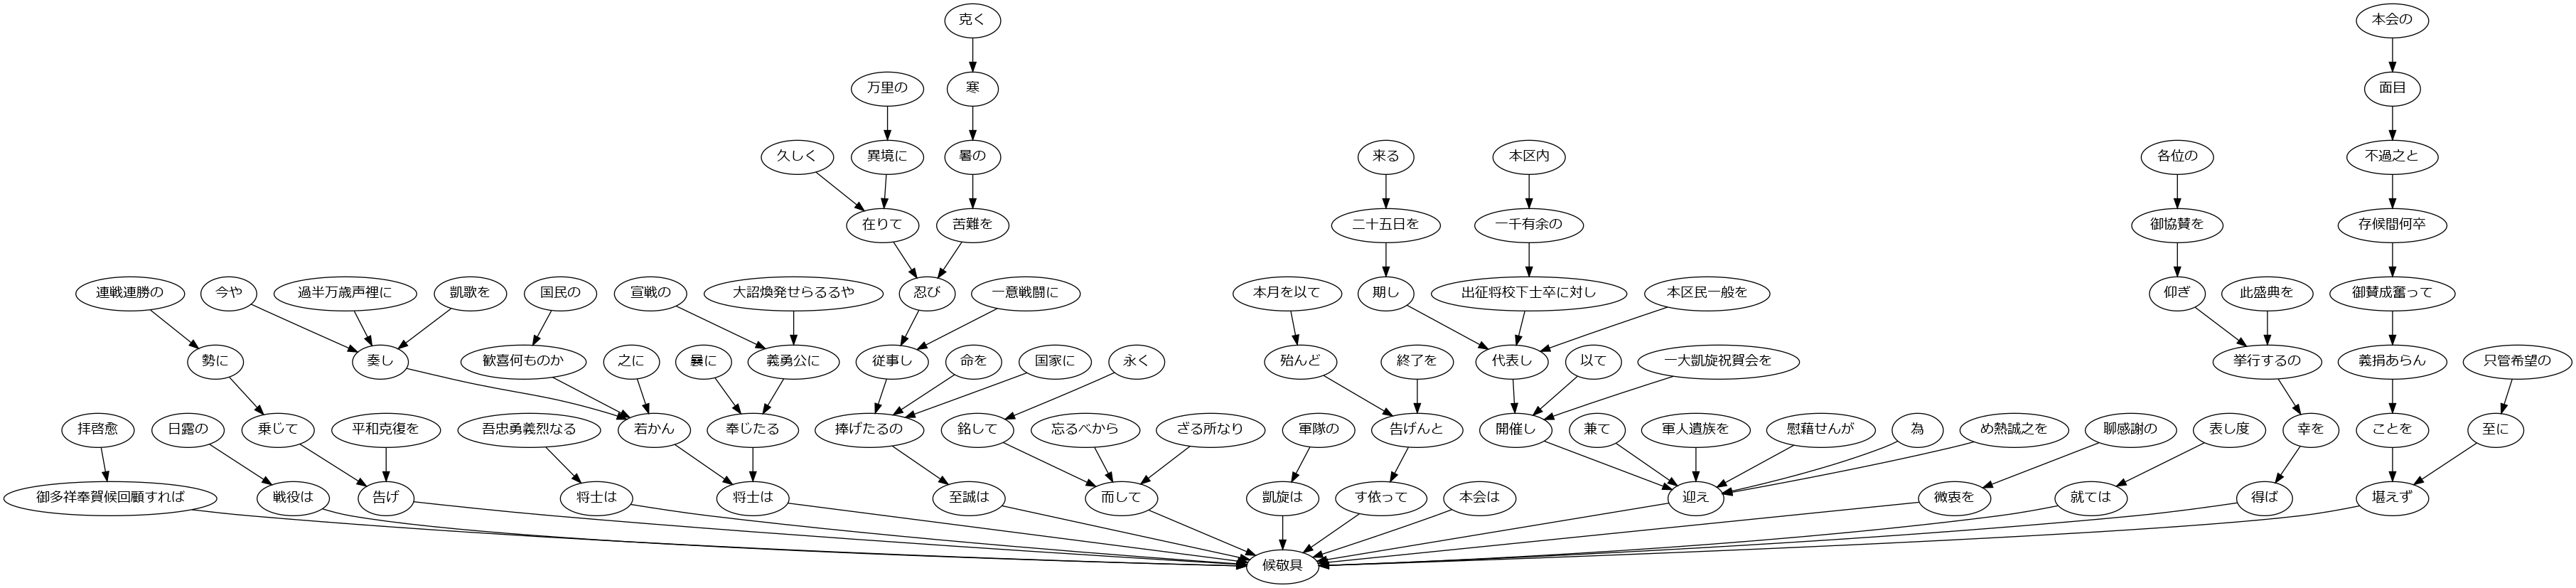 克く
本会の
万里の
寒
面目
久しく
異境に
暑の
来る
本区内
各位の
不過之と
在りて
苦難を
二十五日を
一千有余の
御協賛を
存候間何卒
連戦連勝の
今や
過半万歳声裡に
凱歌を
国民の
宣戦の
大詔煥発せらるるや
忍び
一意戦闘に
本月を以て
期し
出征将校下士卒に対し
本区民一般を
仰ぎ
此盛典を
御賛成奮って
勢に
奏し
歓喜何ものか
之に
曩に
義勇公に
従事し
命を
国家に
永く
殆んど
終了を
代表し
以て
一大凱旋祝賀会を
挙行するの
義捐あらん
只管希望の
拝啓愈
日露の
乗じて
平和克復を
吾忠勇義烈なる
若かん
奉じたる
捧げたるの
銘して
忘るべから
ざる所なり
軍隊の
告げんと
開催し
兼て
軍人遺族を
慰藉せんが
為
め熱誠之を
聊感謝の
表し度
幸を
ことを
至に
御多祥奉賀候回顧すれば
戦役は
告げ
将士は
将士は
至誠は
而して
凱旋は
す依って
本会は
迎え
微衷を
就ては
得ば
堪えず
候敬具